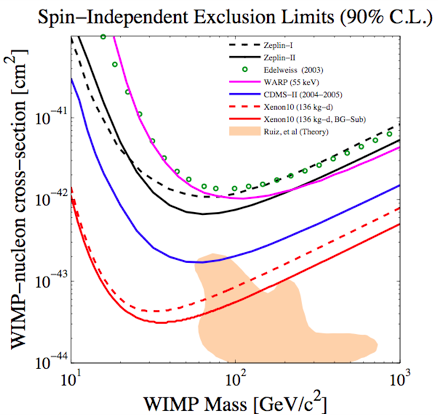 Spin−Independent Exclusion Limits (90% C.L.)
Zeplin−I
Zeplin−II
Edelweiss (2003)
WARP (55 keV)
CDMS−II (2004−2005)
Xenon10 (136 kg−d)
Xenon10 (136 kg−d, BG−Sub)
Ruiz, et al (Theory)
WIMP−nucleon cross−section [cm²]
10⁻⁴¹
10⁻⁴²
10⁻⁴³
10⁻⁴⁴
10¹ 10² 10³
WIMP Mass [GeV/c²]